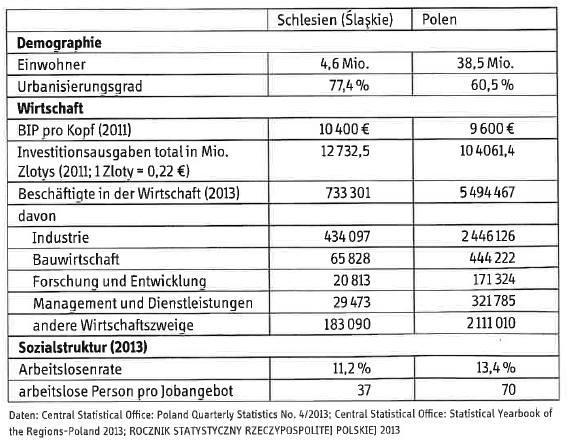 Schlesien (Śląskie) Polen
Demographie
Einwohner 4,6 Mio. 38,5 Mio.
Urbanisierungsgrad 77,4 % 60,5 %
Wirtschaft
BIP pro Kopf (2011) 10 400 € 9 600 €
Investitionsausgaben total in Mio. 12 732,5 10 4061,4
Zlotys (2011; 1 Zloty = 0,22 €)
Beschäftigte in der Wirtschaft (2013) 733 301 5 494 467
davon
Industrie 434 097 2 446 126
Bauwirtschaft 65 828 444 222
Forschung und Entwicklung 20 813 171 324
Management und Dienstleistungen 29 473 321 785
andere Wirtschaftszweige 183 090 2 111 010
Sozialstruktur (2013)
Arbeitslosenrate 11,2 % 13,4 %
arbeitslose Person pro Jobangebot 37 70
Daten: Central Statistical Office: Poland Quarterly Statistics No. 4/2013; Central Statistical Office: Statistical Yearbook of
the Regions-Poland 2013; ROCZNIK STATYSTYCZNY RZECZYPOSPOLITEJ POLSKIEJ 2013